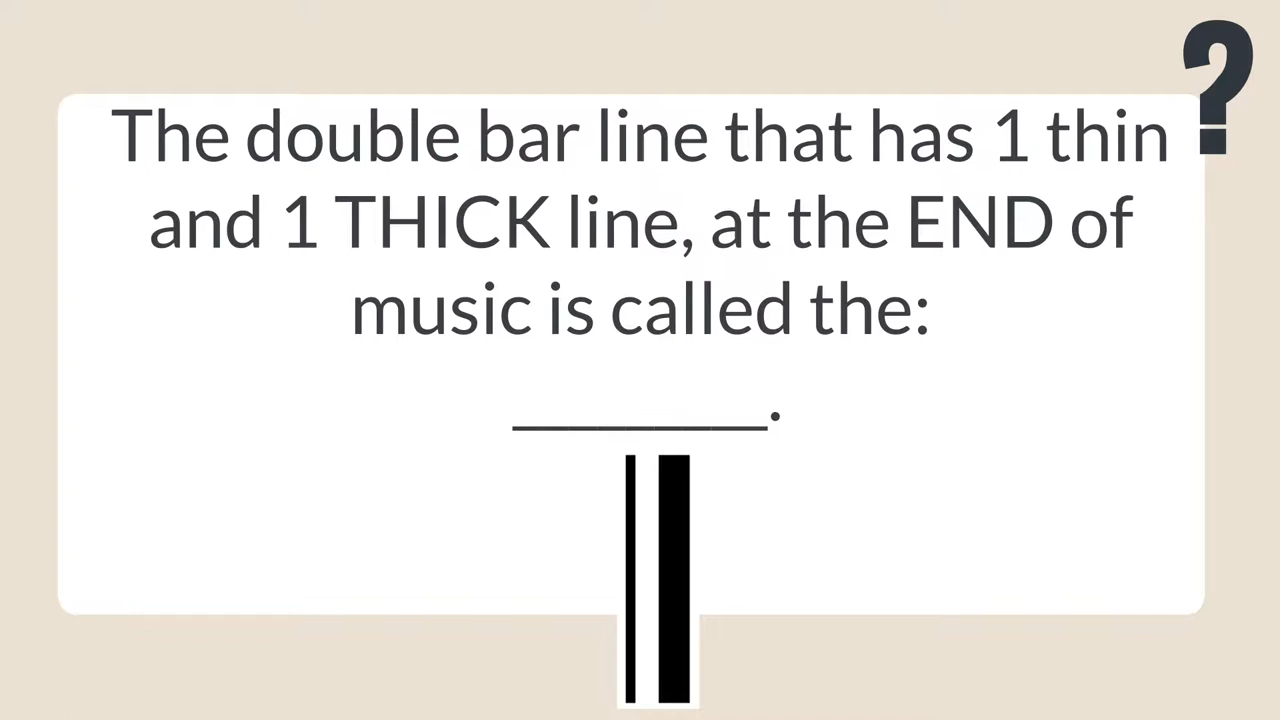 ?
The double bar line that has 1 thin
and 1 THICK line, at the END of
music is called the:
_________.